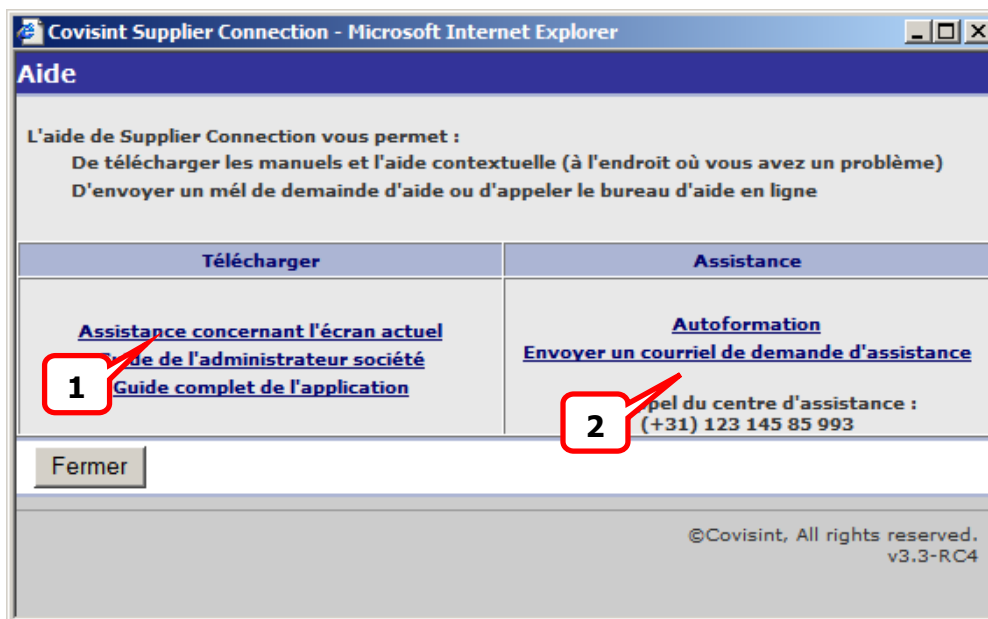 Covisint Supplier Connection - Microsoft Internet Explorer
Aide
L'aide de Supplier Connection vous permet :
De télécharger les manuels et l'aide contextuelle (à l'endroit où vous avez un problème)
D'envoyer un mél de demainde d'aide ou d'appeler le bureau d'aide en ligne
Télécharger
Assistance concernant l'écran actuel
de de l'administrateur société
Guide complet de l'application
1
Assistance
Autoformation
Envoyer un courriel de demande d'assistance
pel du centre d'assistance :
(+31) 123 145 85 993
2
Fermer
©Covisint, All rights reserved.
v3.3-RC4